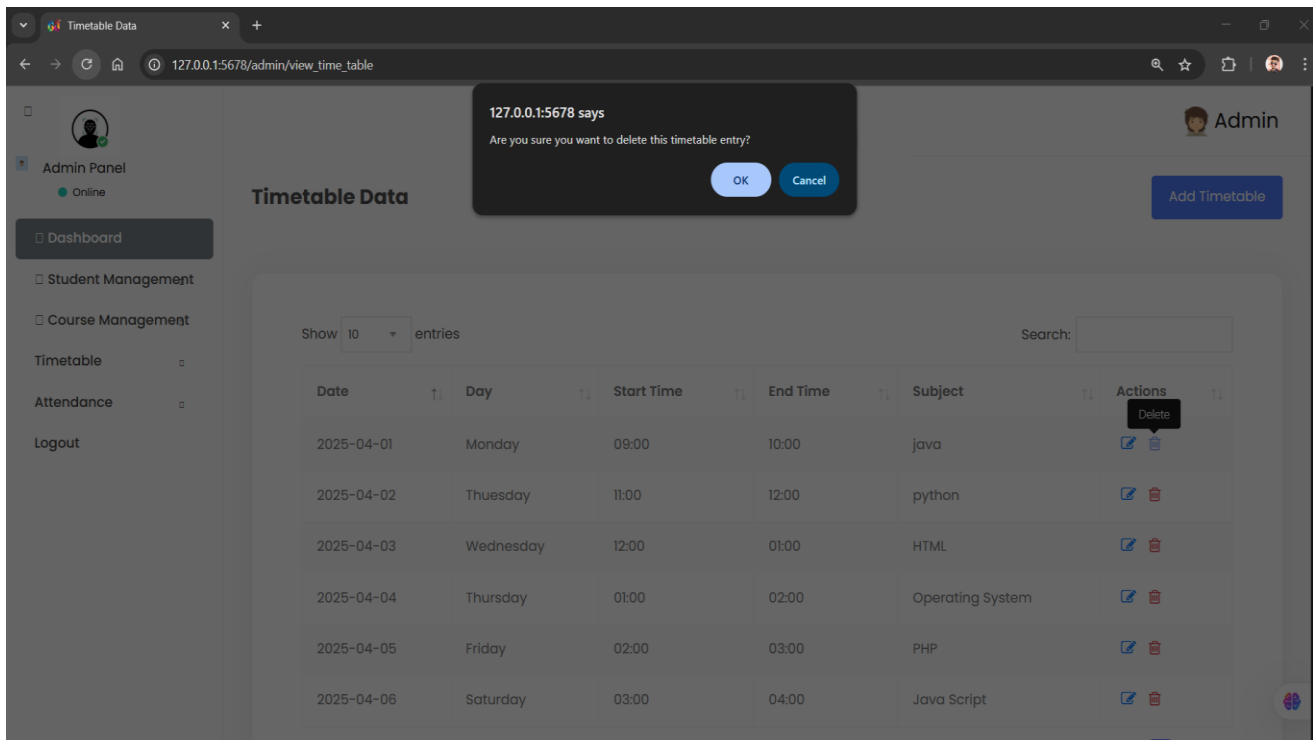 Timetable Data
127.0.0.1:5678/admin/view_time_table
127.0.0.1:5678 says
Are you sure you want to delete this timetable entry?
OK
Cancel
Admin
Admin Panel
Online
Timetable Data
Add Timetable
Dashboard
Student Management
Course Management
Timetable
Attendance
Logout
Show 10 entries
Search:
Date Day Start Time End Time Subject Actions
Delete
2025-04-01 Monday 09:00 10:00 java
2025-04-02 Thuesday 11:00 12:00 python
2025-04-03 Wednesday 12:00 01:00 HTML
2025-04-04 Thursday 01:00 02:00 Operating System
2025-04-05 Friday 02:00 03:00 PHP
2025-04-06 Saturday 03:00 04:00 Java Script